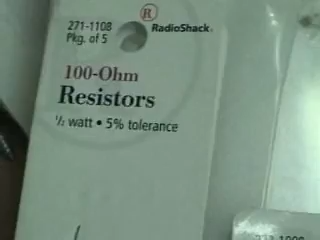 271-1108
Pkg. of 5
R RadioShack.
100-Ohm
Resistors
½ watt • 5% tolerance